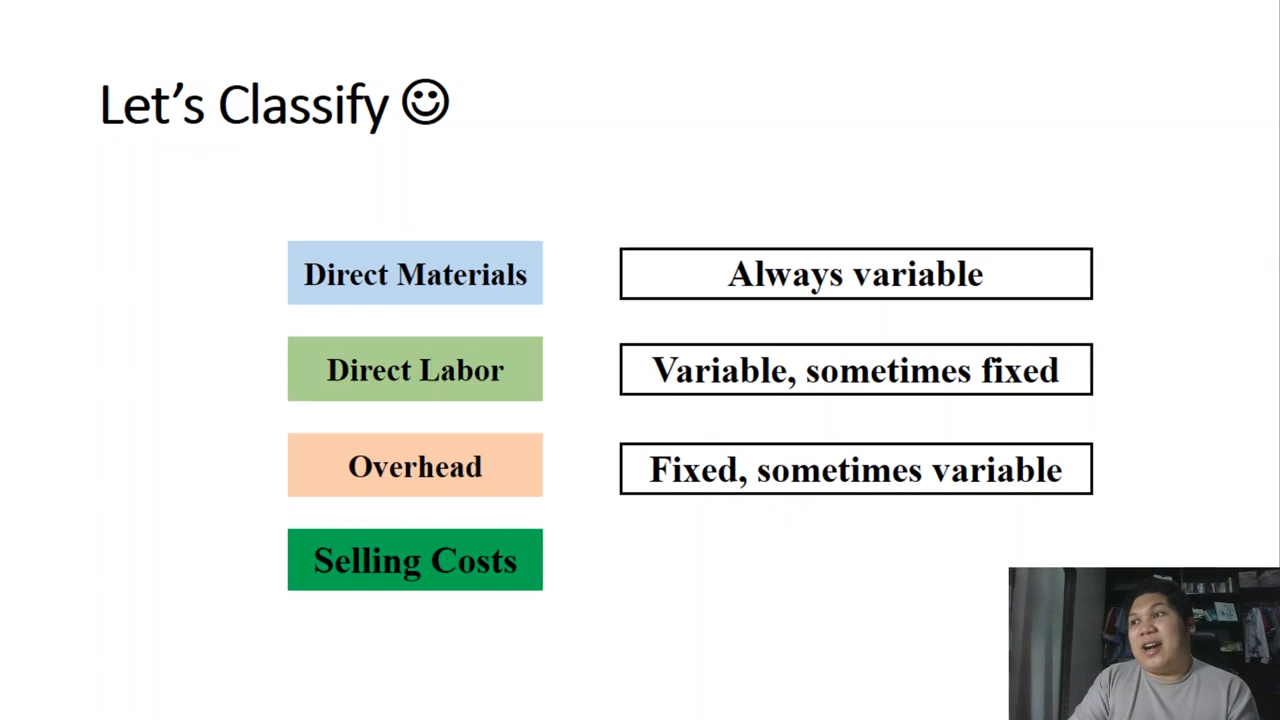 Let's Classify ☺
Direct Materials
Always variable
Direct Labor
Variable, sometimes fixed
Overhead
Fixed, sometimes variable
Selling Costs